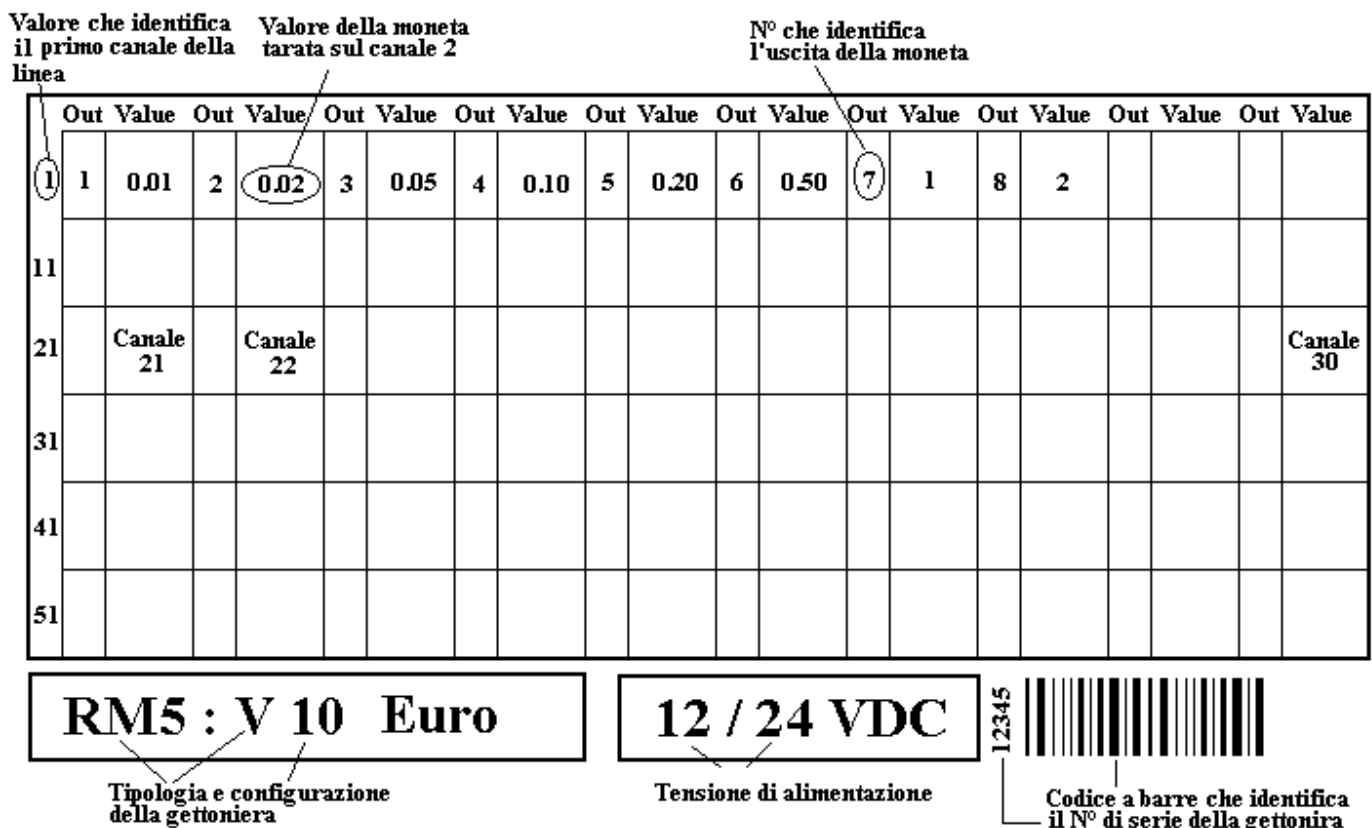 Valore che identifica
il primo canale della
linea
Valore della moneta
tarata sul canale 2
N° che identifica
l'uscita della moneta
Out Value Out Value Out Value Out Value Out Value Out Value Out Value Out Value Out Value Out Value
1 1 0.01 2 0.02 3 0.05 4 0.10 5 0.20 6 0.50 7 1 8 2
11
21 Canale 21 Canale 22 Canale 30
31
41
51
RM5 : V 10 Euro
12 / 24 VDC
12345
Tipologia e configurazione
della gettoniera
Tensione di alimentazione
Codice a barre che identifica
il N° di serie della gettonira